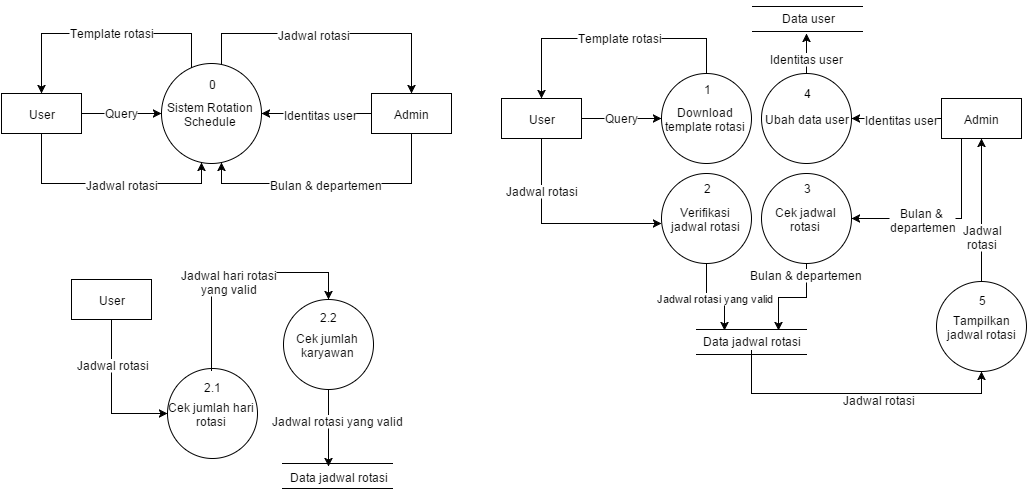 Template rotasi
Jadwal rotasi
0
Sistem Rotation
Schedule
User
Query
Identitas user
Admin
Jadwal rotasi
Bulan & departemen
User
Jadwal rotasi
Jadwal hari rotasi
yang valid
2.1
Cek jumlah hari
rotasi
2.2
Cek jumlah
karyawan
Jadwal rotasi yang valid
Data jadwal rotasi
Data user
Template rotasi
Identitas user
User
Query
1
Download
template rotasi
4
Ubah data user
Identitas user
Admin
Jadwal rotasi
2
Verifikasi
jadwal rotasi
3
Cek jadwal
rotasi
Bulan &
departemen
Jadwal
rotasi
Jadwal rotasi yang valid
Bulan & departemen
Data jadwal rotasi
5
Tampilkan
jadwal rotasi
Jadwal rotasi